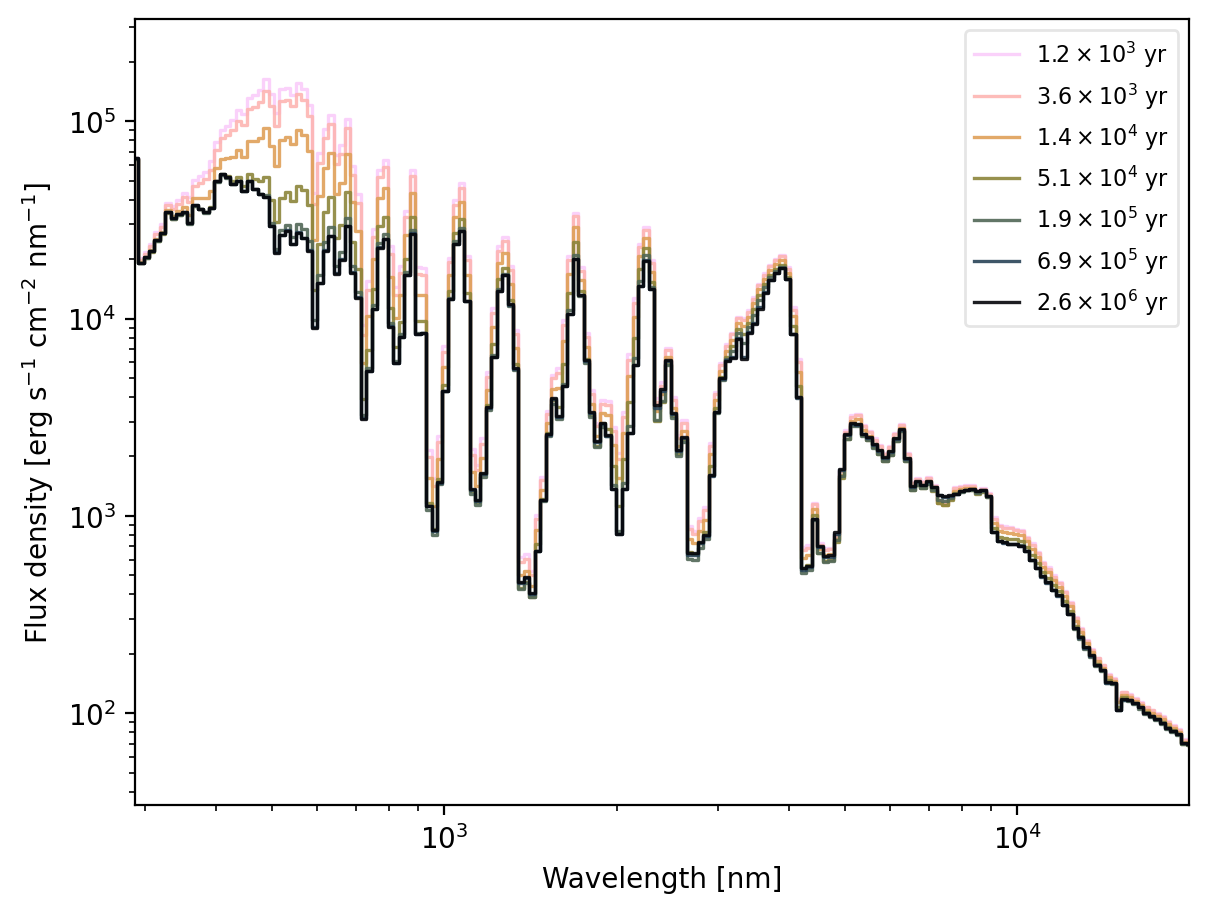 Flux density [erg s⁻¹ cm⁻² nm⁻¹]
10⁵
10⁴
10³
10²
1.2 × 10³ yr
3.6 × 10³ yr
1.4 × 10⁴ yr
5.1 × 10⁴ yr
1.9 × 10⁵ yr
6.9 × 10⁵ yr
2.6 × 10⁶ yr
10³
10⁴
Wavelength [nm]